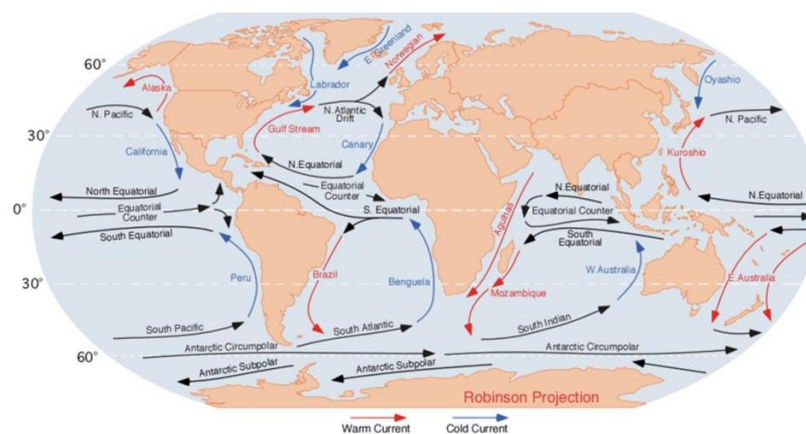 60°
30°
0°
30°
60°
Alaska
N. Pacific
California
North Equatorial
Equatorial
Counter
South Equatorial
Peru
South Pacific
Antarctic Circumpolar
Antarctic Subpolar
Labrador
E. Greenland
Norwegian
N.Atlantic
Drift
Gulf Stream
Canary
N.Equatorial
Equatorial
Counter
S. Equatorial
Brazil
Benguela
South Atlantic
Antarctic Subpolar
Agulhas
Mozambique
N.Equatorial
Equatorial Counter
South
Equatorial
W.Australia
South Indian
Antarctic Circumpolar
Oyashio
N. Pacific
Kuroshio
N.Equatorial
E.Australia
Robinson Projection
Warm Current
Cold Current